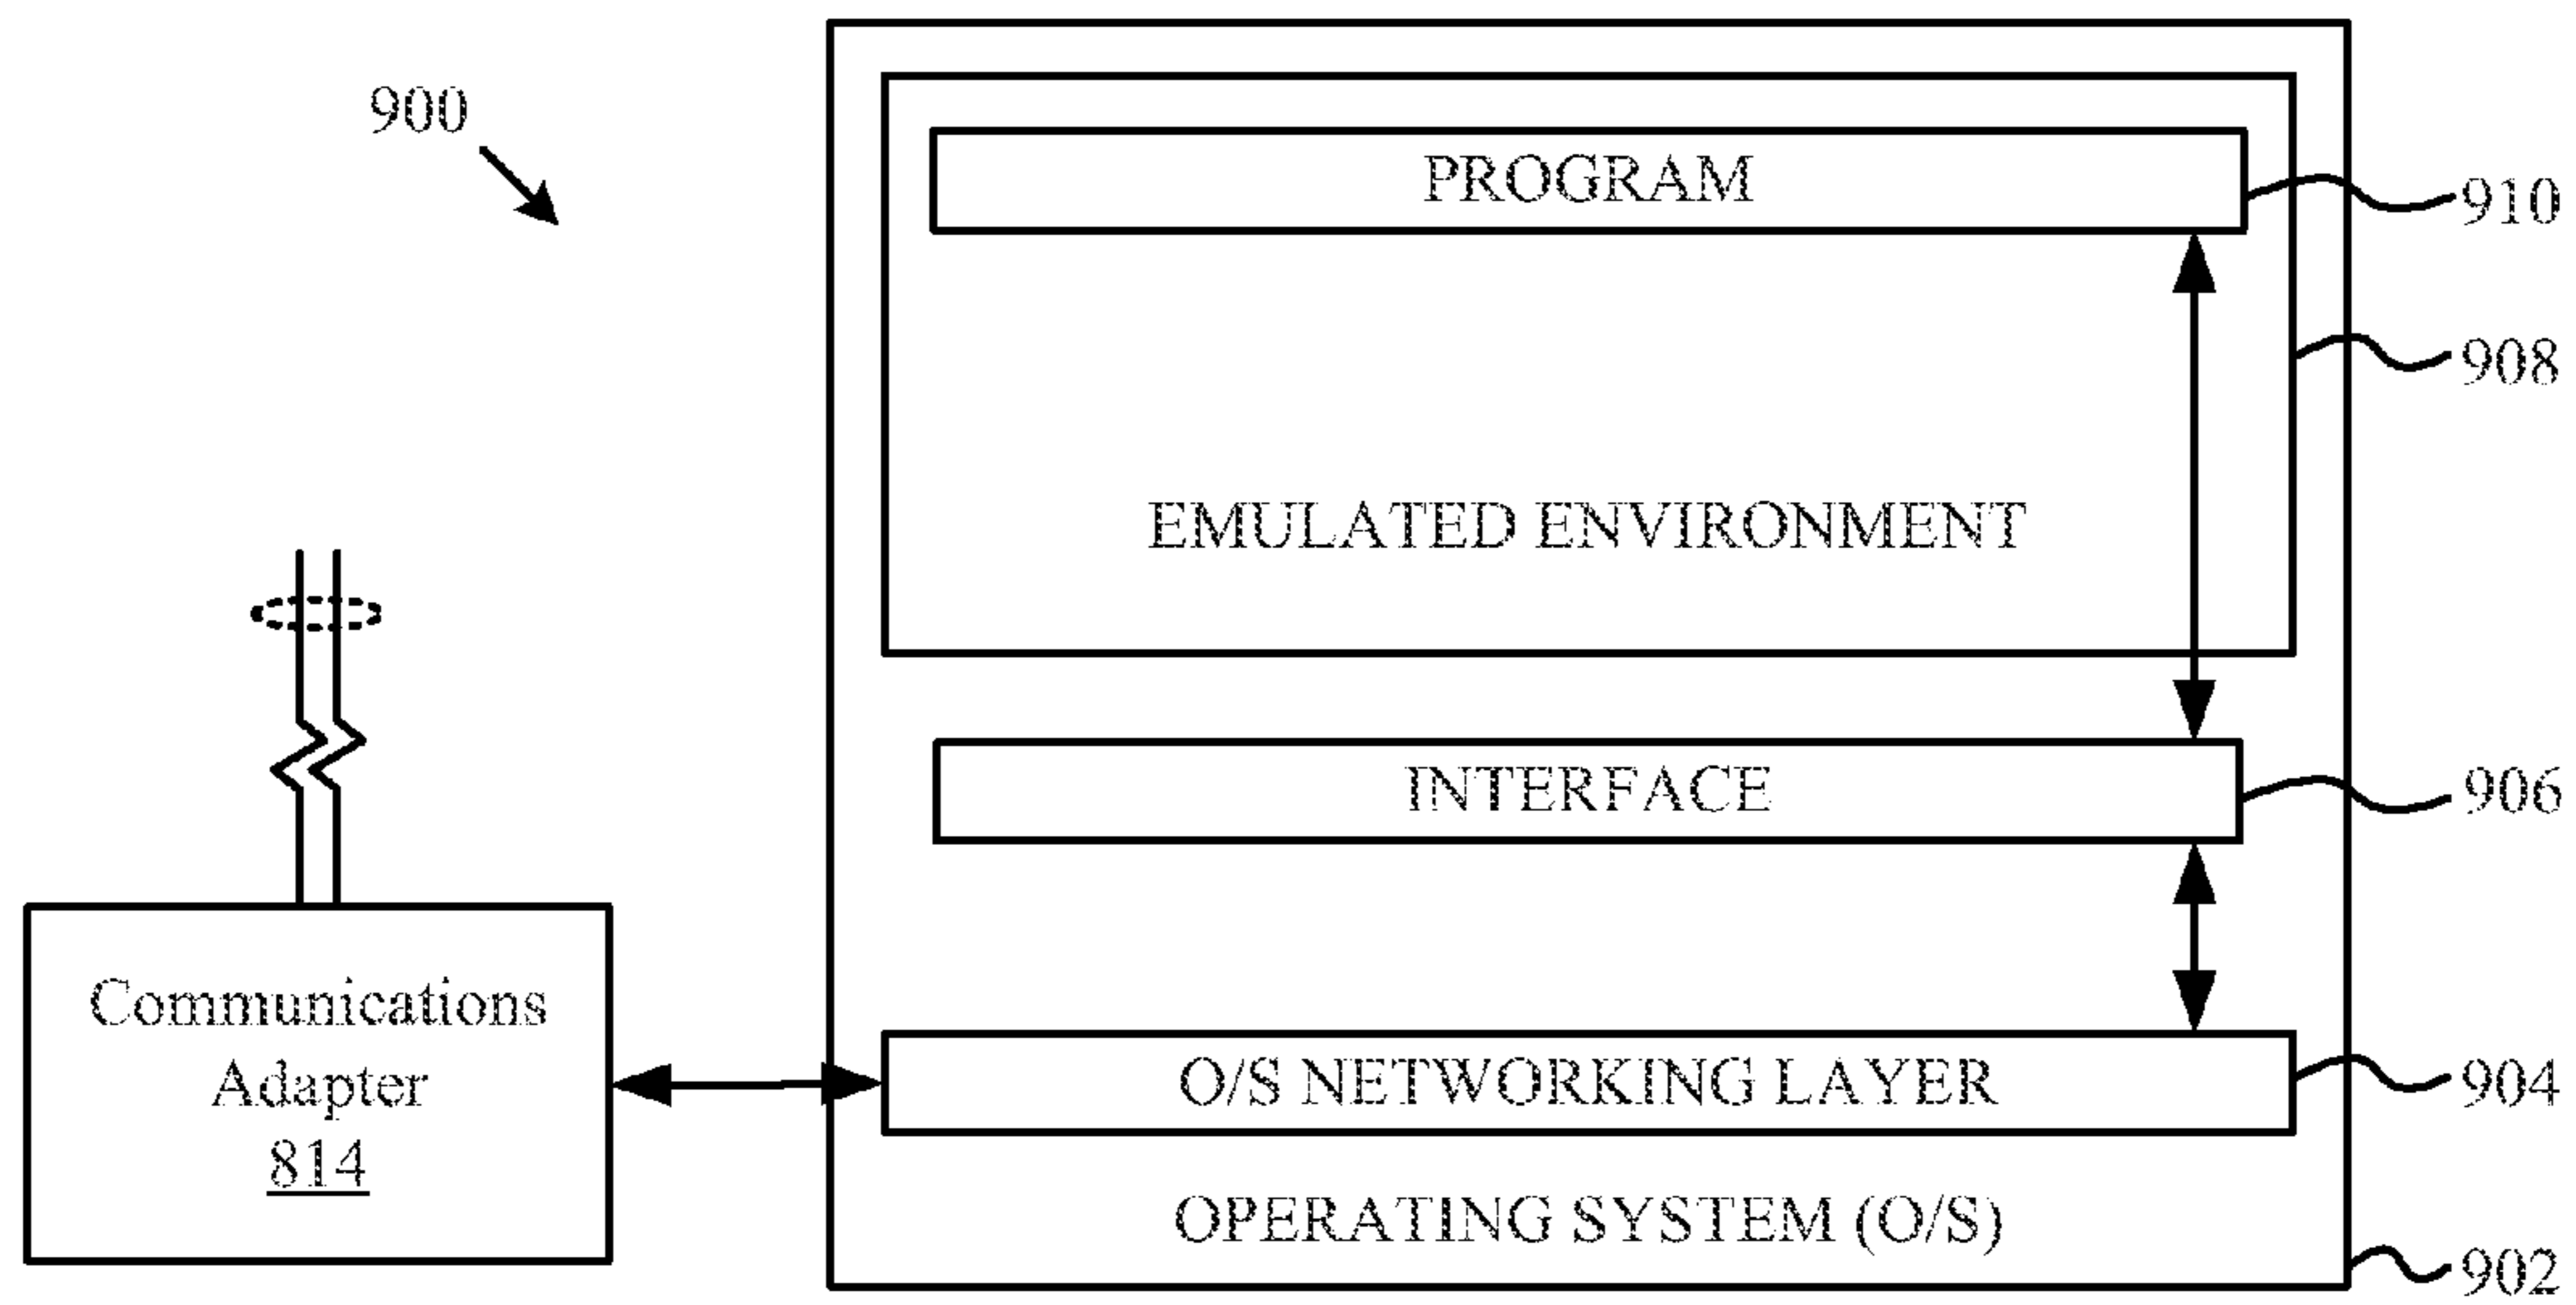 900
PROGRAM
910
908
EMULATED ENVIRONMENT
INTERFACE
906
Communications
Adapter
814
O/S NETWORKING LAYER
904
OPERATING SYSTEM (O/S)
902